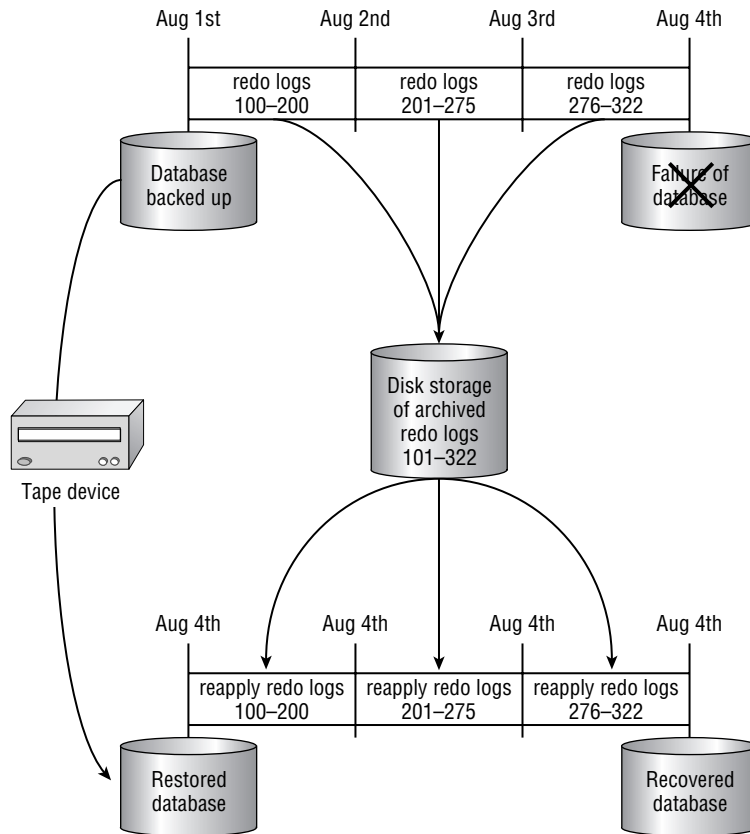 Aug 1st
Aug 2nd
Aug 3rd
Aug 4th
redo logs
100–200
redo logs
201–275
redo logs
276–322
Database
backed up
Failure of
database
Disk storage
of archived
redo logs
101–322
Tape device
Aug 4th
Aug 4th
Aug 4th
Aug 4th
reapply redo logs
100–200
reapply redo logs
201–275
reapply redo logs
276–322
Restored
database
Recovered
database